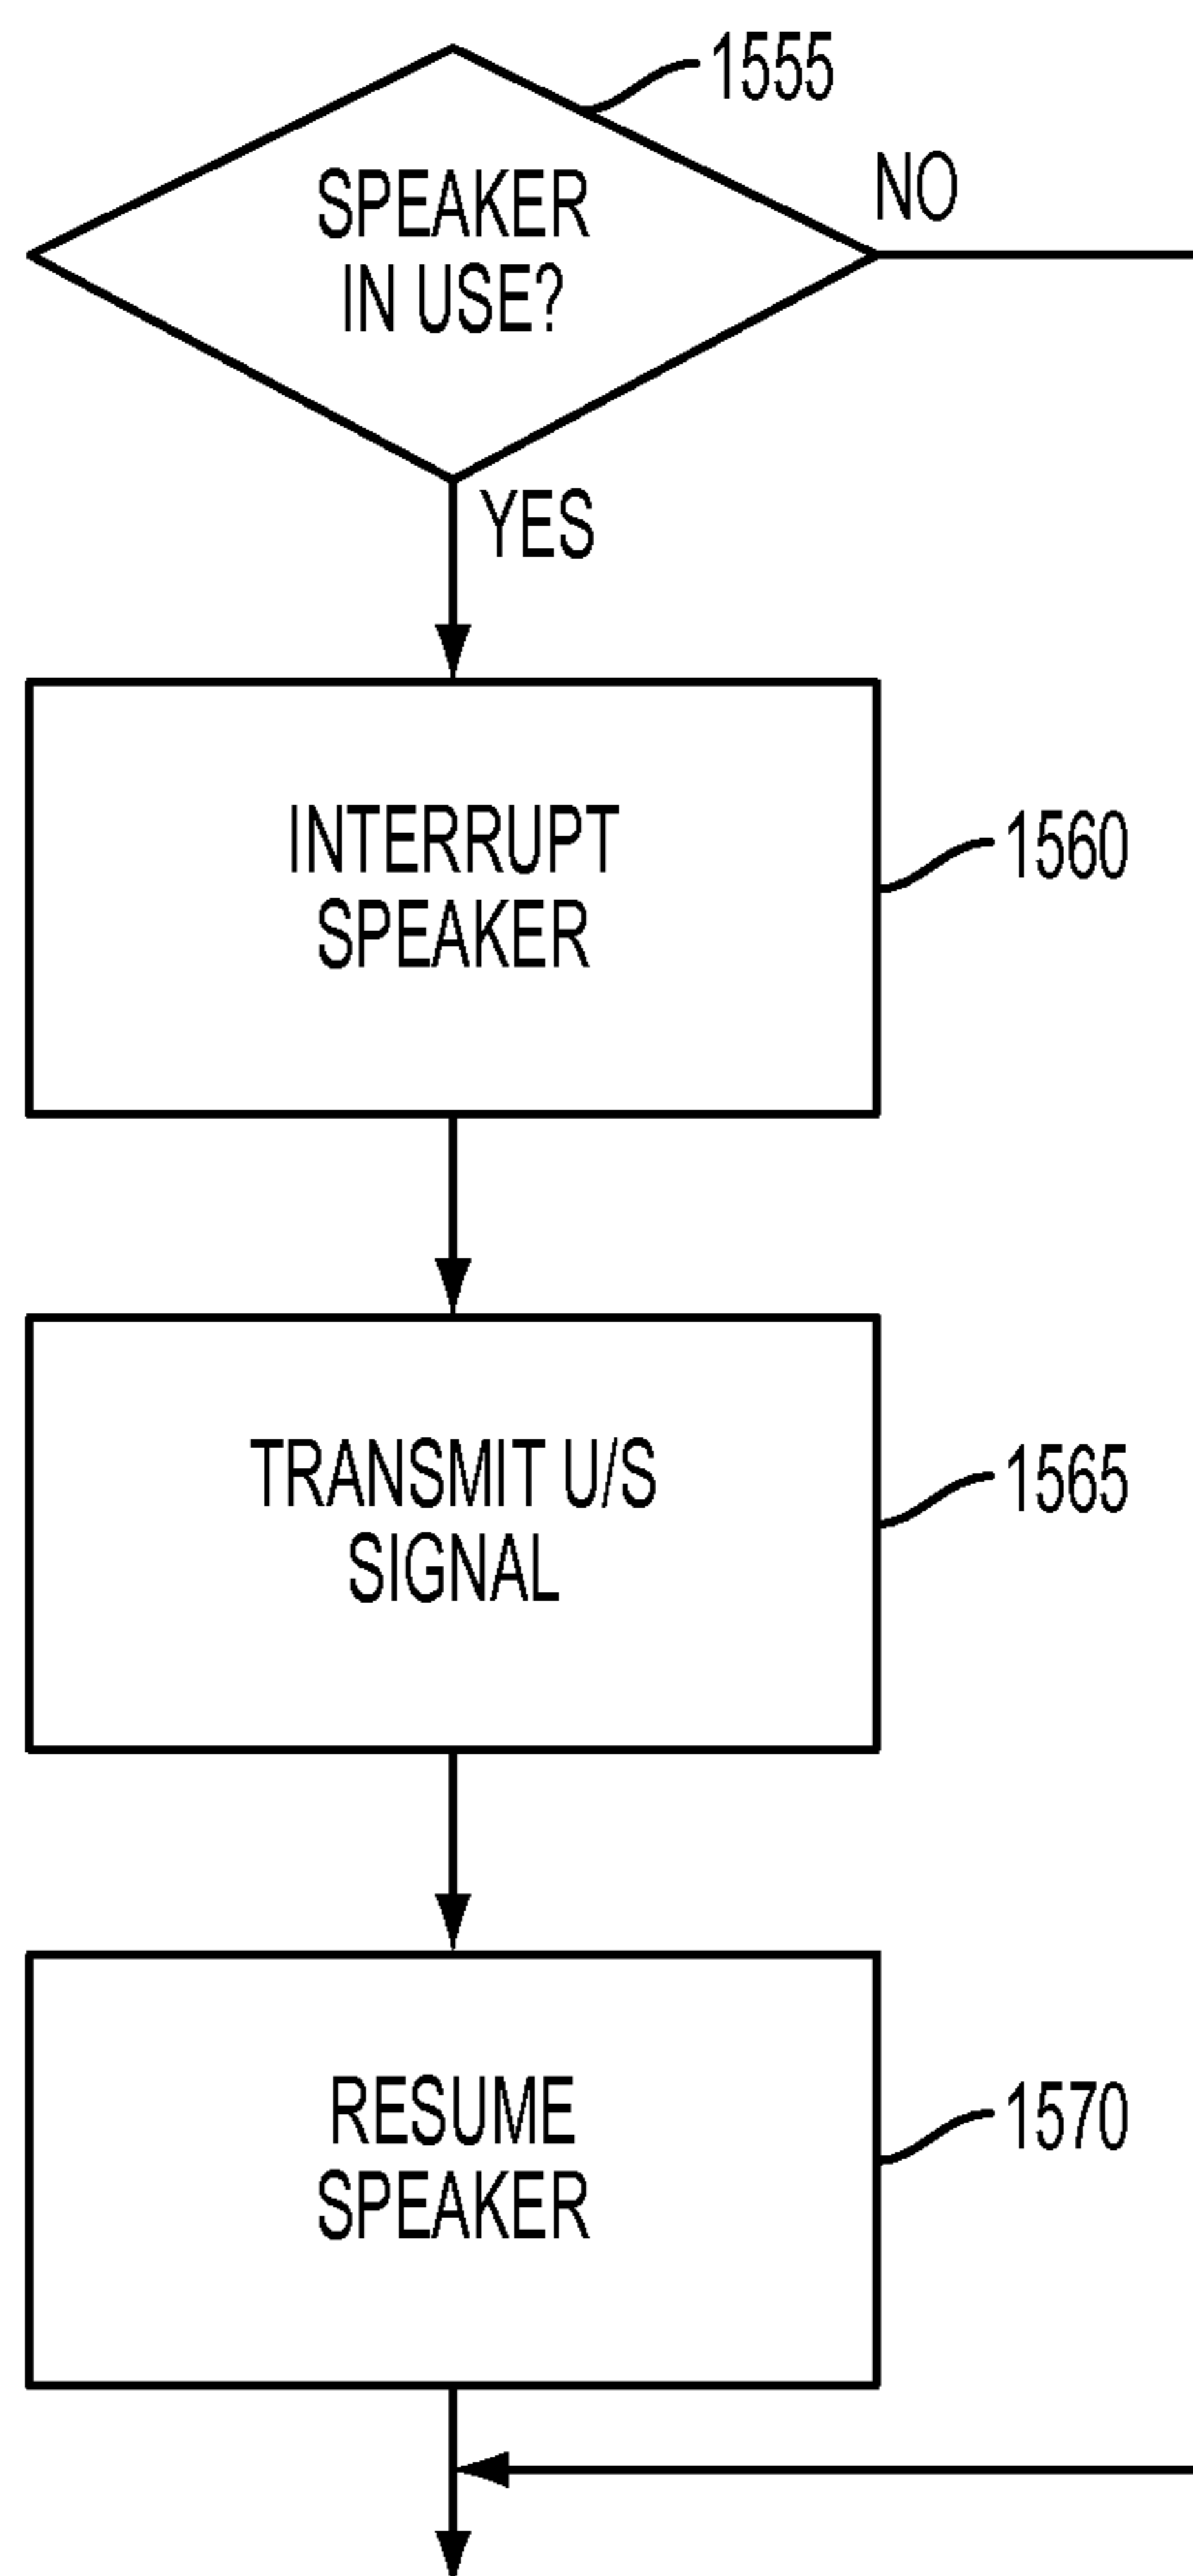 1555
SPEAKER
IN USE?
NO
YES
INTERRUPT
SPEAKER
1560
TRANSMIT U/S
SIGNAL
1565
RESUME
SPEAKER
1570